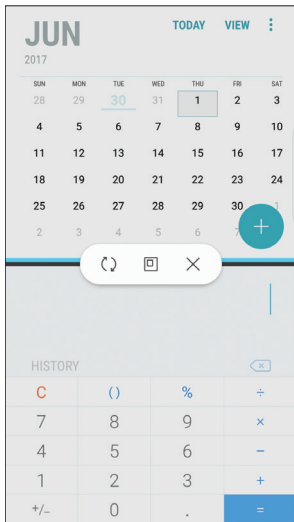 JUN TODAY VIEW
2017
SUN MON TUE WED THU FRI SAT
28 29 30 31 1 2 3
4 5 6 7 8 9 10
11 12 13 14 15 16 17
18 19 20 21 22 23 24
25 26 27 28 29 30 1
2 3 4 5 6 7
HISTORY
C () % ÷
7 8 9 ×
4 5 6 −
1 2 3 +
+/− 0 . =